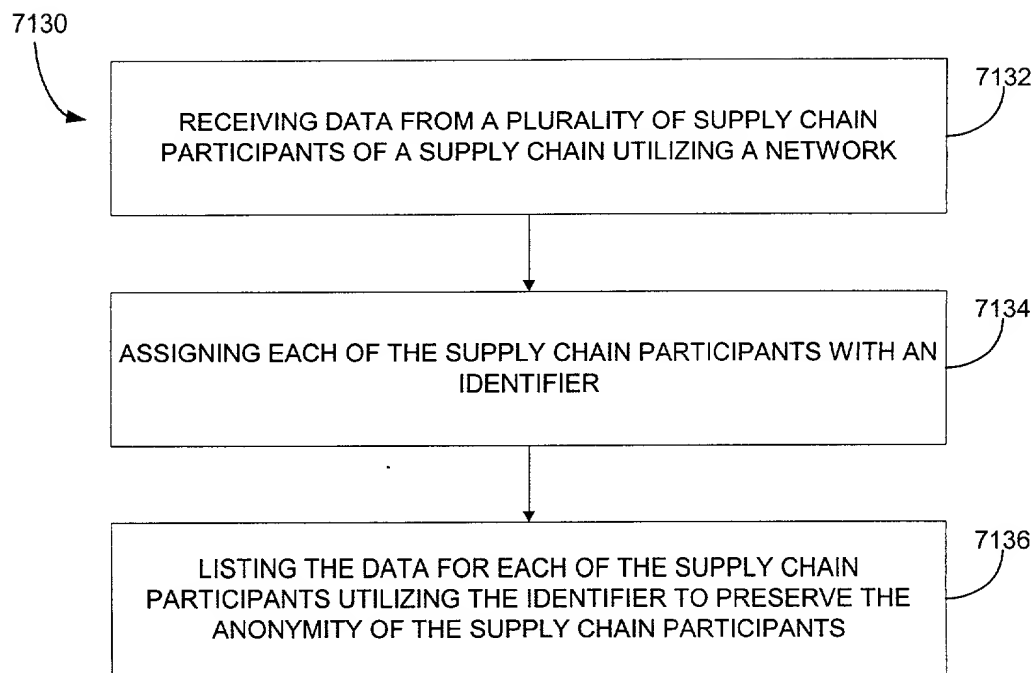 7130
7132
RECEIVING DATA FROM A PLURALITY OF SUPPLY CHAIN
PARTICIPANTS OF A SUPPLY CHAIN UTILIZING A NETWORK
7134
ASSIGNING EACH OF THE SUPPLY CHAIN PARTICIPANTS WITH AN
IDENTIFIER
7136
LISTING THE DATA FOR EACH OF THE SUPPLY CHAIN
PARTICIPANTS UTILIZING THE IDENTIFIER TO PRESERVE THE
ANONYMITY OF THE SUPPLY CHAIN PARTICIPANTS